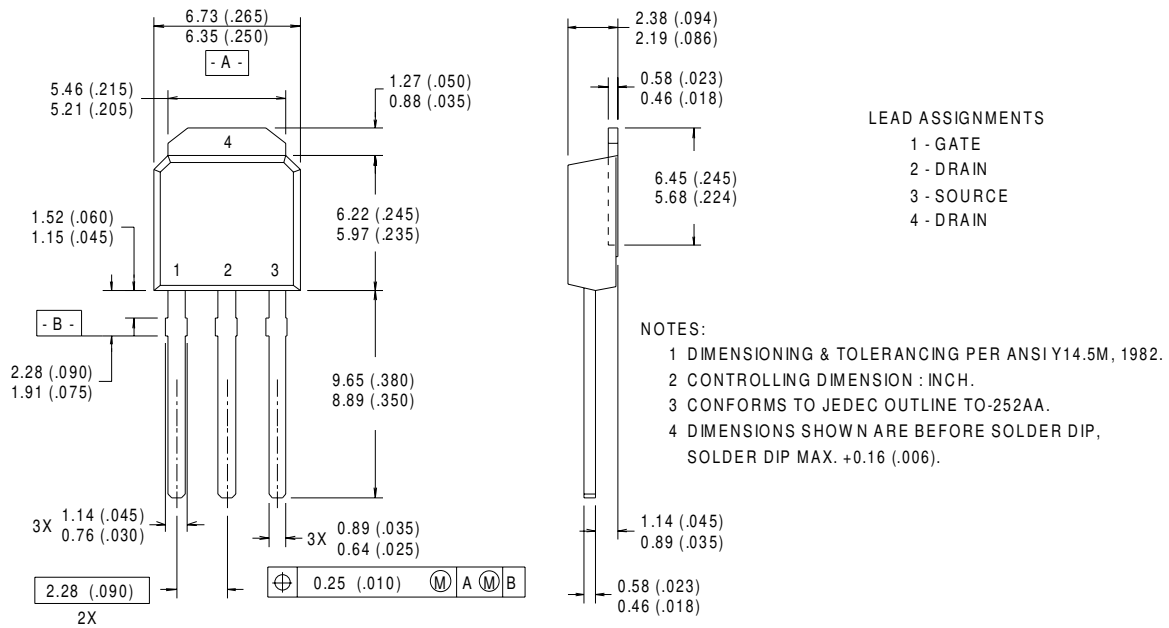 6.73 (.265)
6.35 (.250)
- A -
5.46 (.215)
5.21 (.205)
1.27 (.050)
0.88 (.035)
4
6.22 (.245)
5.97 (.235)
1.52 (.060)
1.15 (.045)
1 2 3
- B -
2.28 (.090)
1.91 (.075)
9.65 (.380)
8.89 (.350)
3X 1.14 (.045)
0.76 (.030)
3X 0.89 (.035)
0.64 (.025)
2.28 (.090)
2X
⌖ 0.25 (.010) Ⓜ A Ⓜ B
2.38 (.094)
2.19 (.086)
0.58 (.023)
0.46 (.018)
6.45 (.245)
5.68 (.224)
1.14 (.045)
0.89 (.035)
0.58 (.023)
0.46 (.018)
LEAD ASSIGNMENTS
1 - GATE
2 - DRAIN
3 - SOURCE
4 - DRAIN
NOTES:
1 DIMENSIONING & TOLERANCING PER ANSI Y14.5M, 1982.
2 CONTROLLING DIMENSION : INCH.
3 CONFORMS TO JEDEC OUTLINE TO-252AA.
4 DIMENSIONS SHOWN ARE BEFORE SOLDER DIP,
SOLDER DIP MAX. +0.16 (.006).